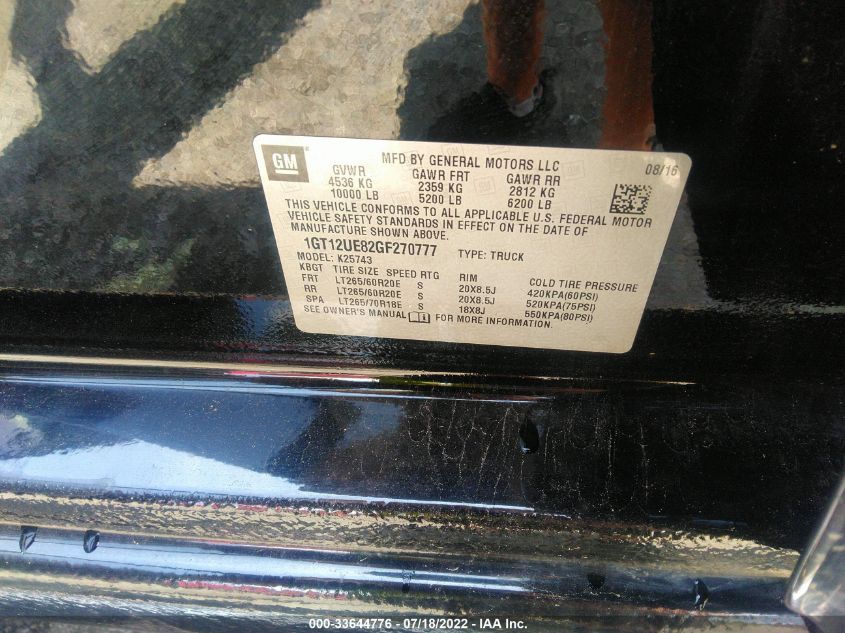 GM
MFD BY GENERAL MOTORS LLC 08/16
GVWR GAWR FRT GAWR RR
4536 KG 2359 KG 2812 KG
10000 LB 5200 LB 6200 LB
THIS VEHICLE CONFORMS TO ALL APPLICABLE U.S. FEDERAL MOTOR
VEHICLE SAFETY STANDARDS IN EFFECT ON THE DATE OF
MANUFACTURE SHOWN ABOVE.
1GT12UE82GF270777 TYPE: TRUCK
MODEL: K25743
KBGT TIRE SIZE SPEED RTG RIM COLD TIRE PRESSURE
FRT LT265/60R20E S 20X8.5J 420KPA(60PSI)
RR LT265/60R20E S 20X8.5J 520KPA(75PSI)
SPA LT265/70R18E S 18X8J 550KPA(80PSI)
SEE OWNER'S MANUAL FOR MORE INFORMATION.
000-33644776 - 07/18/2022 - IAA Inc.